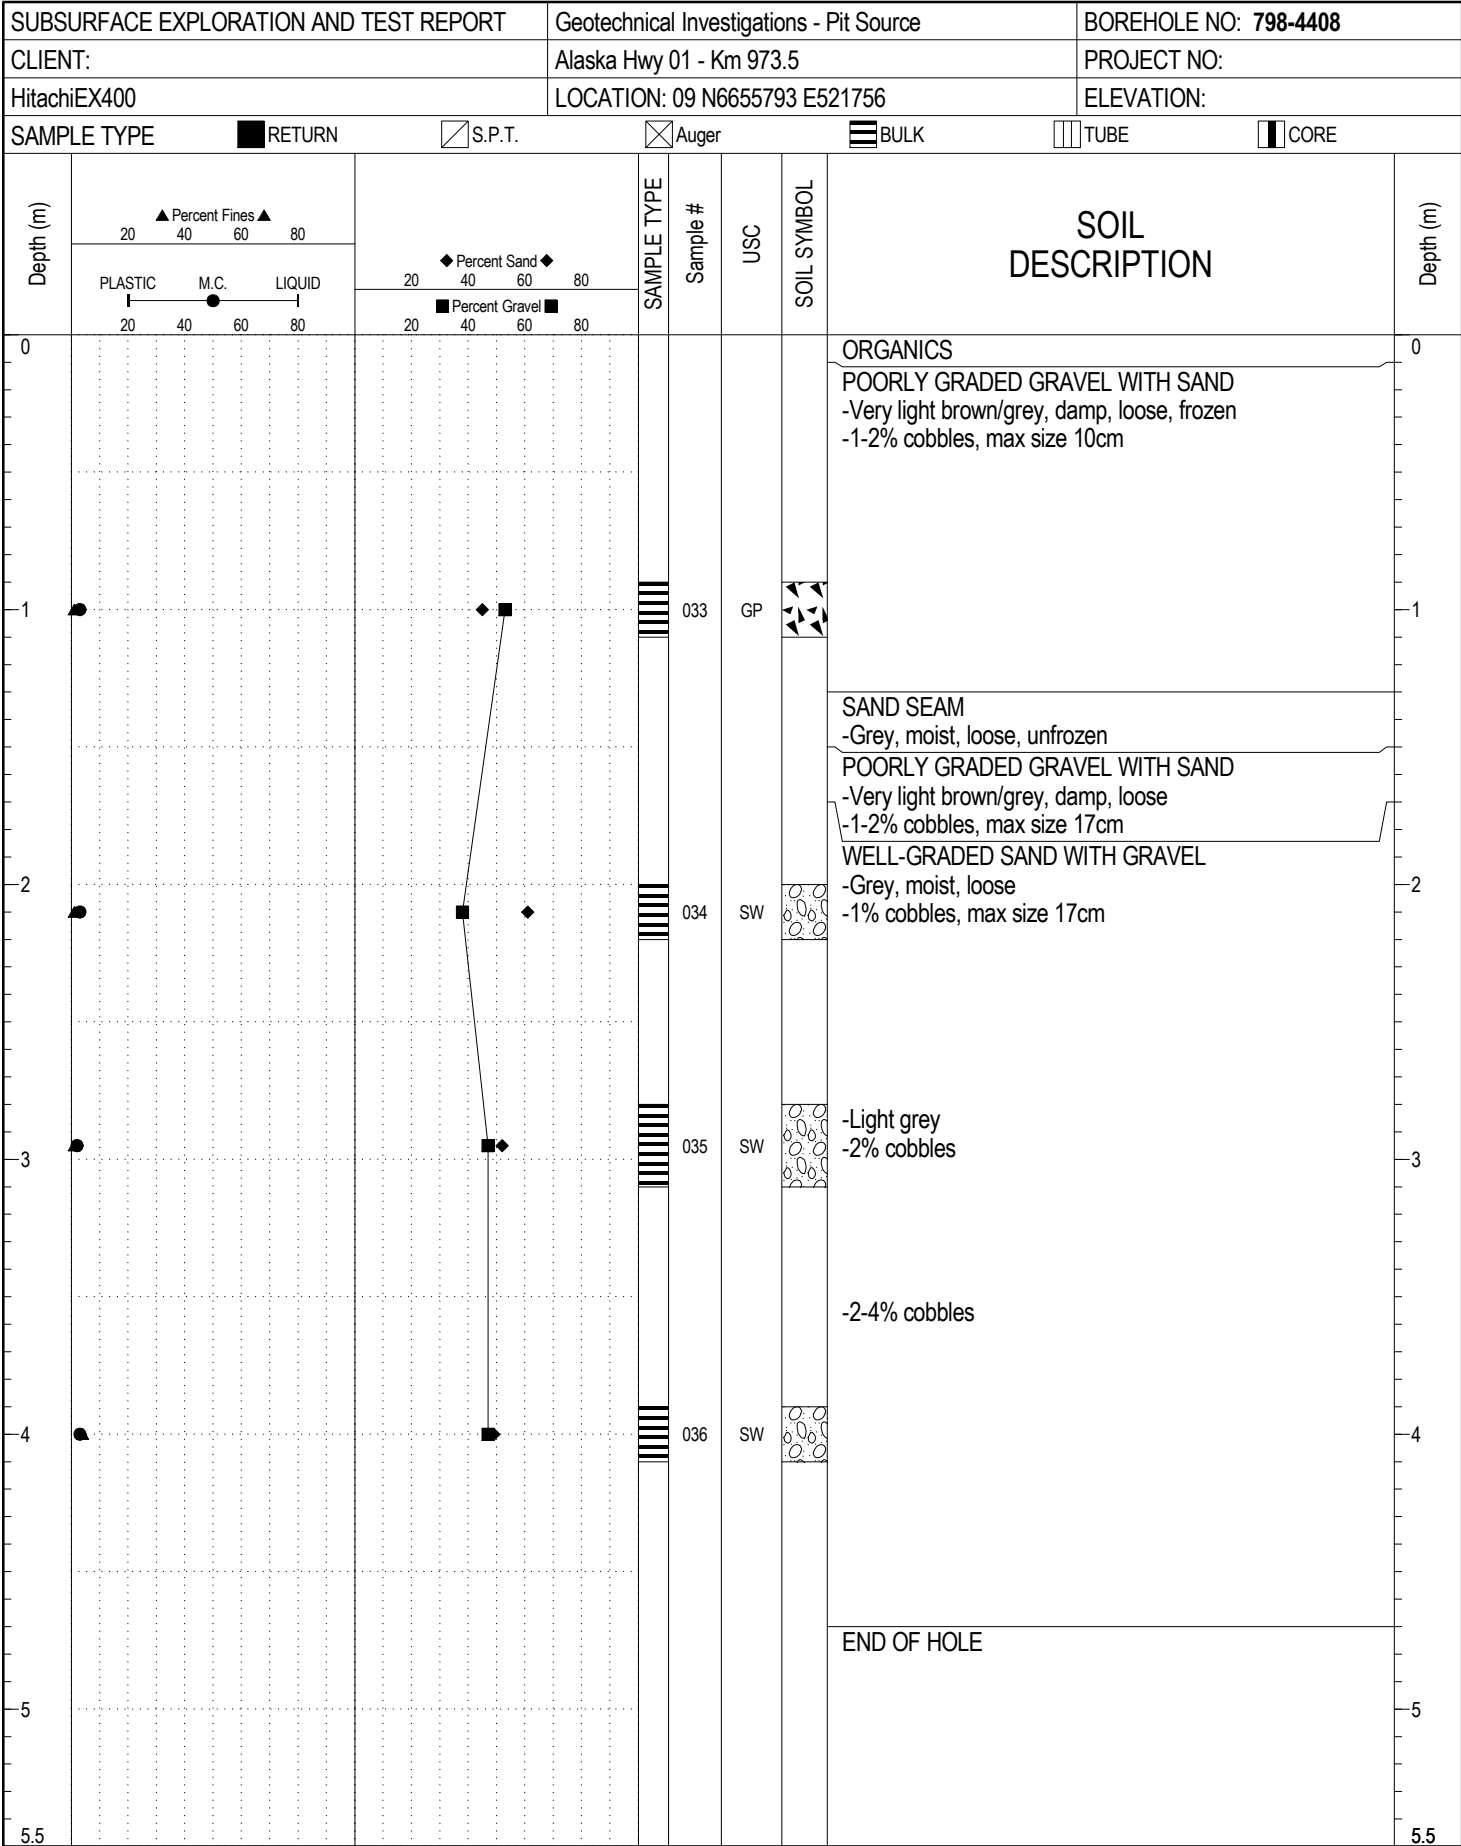 SUBSURFACE EXPLORATION AND TEST REPORT
Geotechnical Investigations - Pit Source
BOREHOLE NO: 798-4408
CLIENT:
Alaska Hwy 01 - Km 973.5
PROJECT NO:
HitachiEX400
LOCATION: 09 N6655793 E521756
ELEVATION:
SAMPLE TYPE
RETURN
S.P.T.
Auger
BULK
TUBE
CORE
Depth (m)
Percent Fines
20 40 60 80
PLASTIC M.C. LIQUID
20 40 60 80
Percent Sand
20 40 60 80
Percent Gravel
20 40 60 80
SAMPLE TYPE
Sample #
USC
SOIL SYMBOL
SOIL
DESCRIPTION
Depth (m)
0
ORGANICS
0
POORLY GRADED GRAVEL WITH SAND
-Very light brown/grey, damp, loose, frozen
-1-2% cobbles, max size 10cm
1
033
GP
1
SAND SEAM
-Grey, moist, loose, unfrozen
POORLY GRADED GRAVEL WITH SAND
-Very light brown/grey, damp, loose
-1-2% cobbles, max size 17cm
WELL-GRADED SAND WITH GRAVEL
2
-Grey, moist, loose
2
034
SW
-1% cobbles, max size 17cm
-Light grey
035
SW
-2% cobbles
3
3
-2-4% cobbles
4
036
SW
4
END OF HOLE
5
5
5.5
5.5